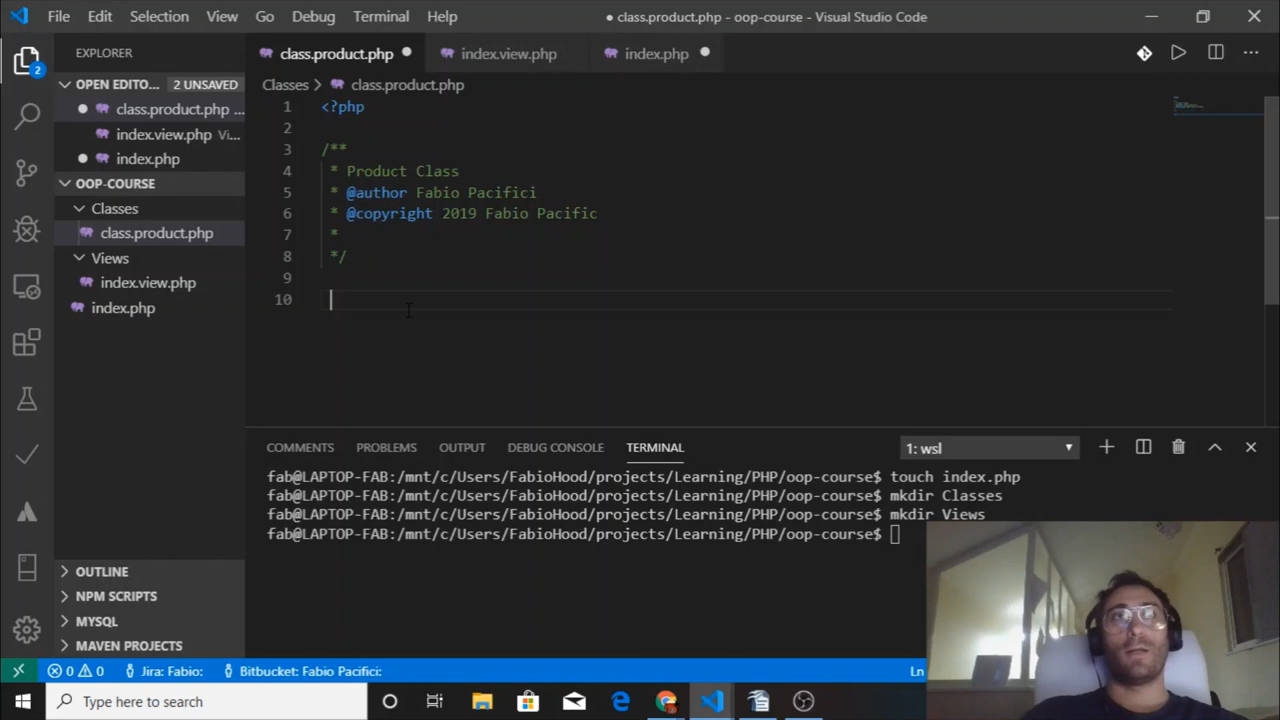 File Edit Selection View Go Debug Terminal Help ● class.product.php - oop-course - Visual Studio Code
EXPLORER
class.product.php ● index.view.php index.php ●
OPEN EDITO... 2 UNSAVED
Classes > class.product.php
class.product.php ...
index.view.php Vi...
index.php
OOP-COURSE
Classes
class.product.php
Views
index.view.php
index.php
2
1 <?php
2
3 /**
4 * Product Class
5 * @author Fabio Pacifici
6 * @copyright 2019 Fabio Pacific
7 *
8 */
9
10
COMMENTS PROBLEMS OUTPUT DEBUG CONSOLE TERMINAL 1: wsl
fab@LAPTOP-FAB:/mnt/c/Users/FabioHood/projects/Learning/PHP/oop-course$ touch index.php
fab@LAPTOP-FAB:/mnt/c/Users/FabioHood/projects/Learning/PHP/oop-course$ mkdir Classes
fab@LAPTOP-FAB:/mnt/c/Users/FabioHood/projects/Learning/PHP/oop-course$ mkdir Views
fab@LAPTOP-FAB:/mnt/c/Users/FabioHood/projects/Learning/PHP/oop-course$
OUTLINE
NPM SCRIPTS
MYSQL
MAVEN PROJECTS
0 0 Jira: Fabio: Bitbucket: Fabio Pacifici: Ln
Type here to search